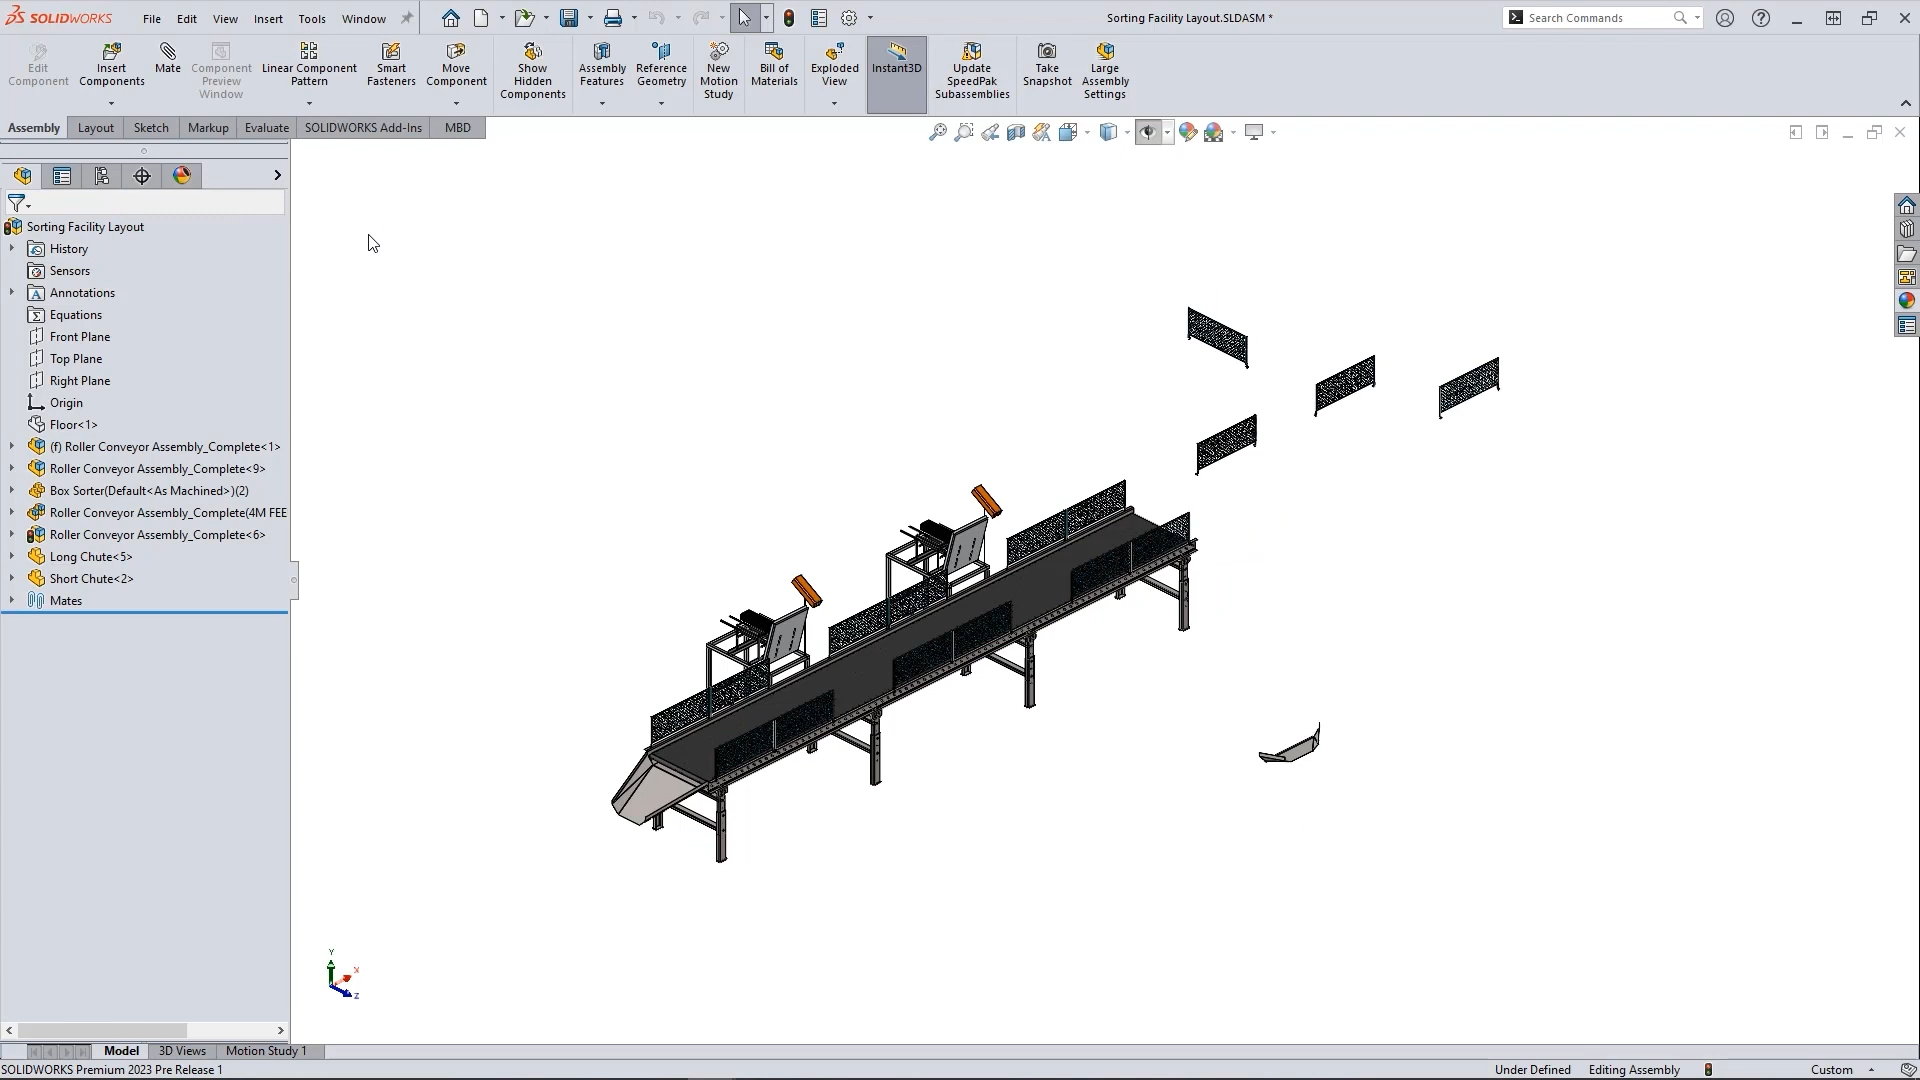 SOLIDWORKS
File Edit View Insert Tools Window
Sorting Facility Layout.SLDASM *
Search Commands
Edit Component
Insert Components
Mate
Component Preview Window
Linear Component Pattern
Smart Fasteners
Move Component
Show Hidden Components
Assembly Features
Reference Geometry
New Motion Study
Bill of Materials
Exploded View
Instant3D
Update SpeedPak Subassemblies
Take Snapshot
Large Assembly Settings
Assembly Layout Sketch Markup Evaluate SOLIDWORKS Add-Ins MBD
Sorting Facility Layout
History
Sensors
Annotations
Equations
Front Plane
Top Plane
Right Plane
Origin
Floor<1>
(f) Roller Conveyor Assembly_Complete<1>
Roller Conveyor Assembly_Complete<9>
Box Sorter(Default<As Machined>)(2)
Roller Conveyor Assembly_Complete(4M FEE
Roller Conveyor Assembly_Complete<6>
Long Chute<5>
Short Chute<2>
Mates
Y
X
Z
Model 3D Views Motion Study 1
SOLIDWORKS Premium 2023 Pre Release 1
Under Defined Editing Assembly Custom